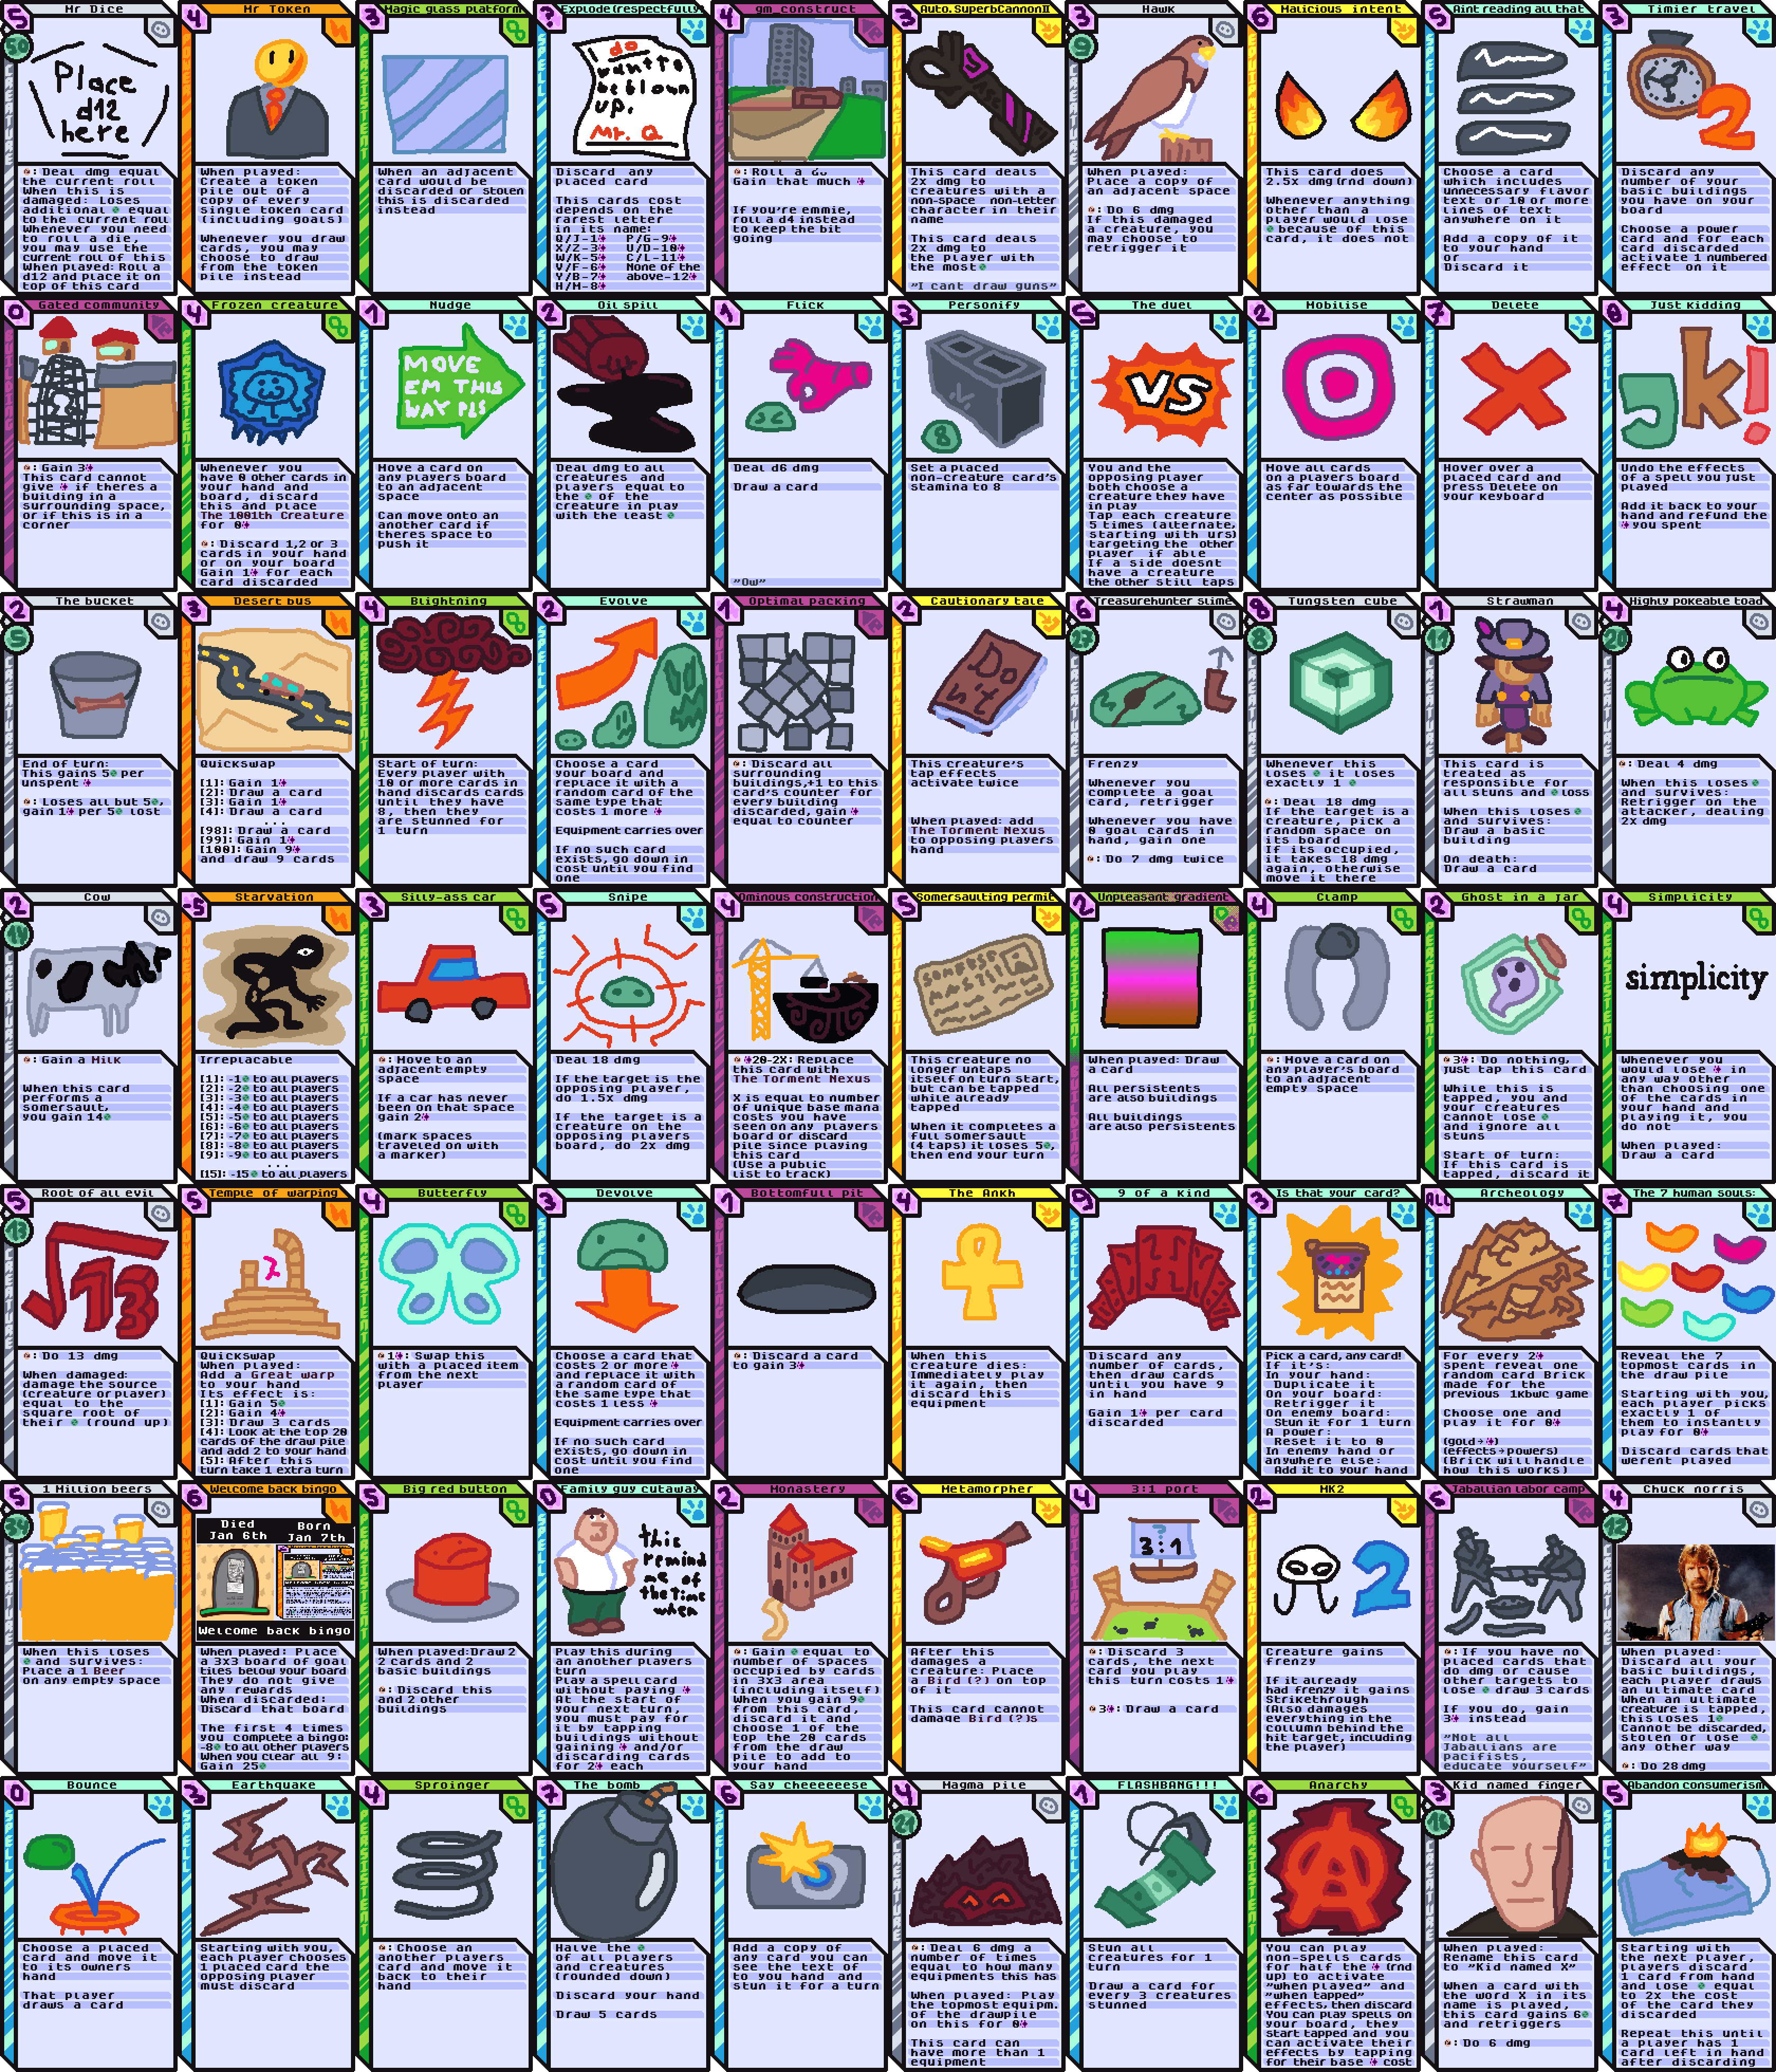 Mr Dice
5
50
Place
d12
here
CREATURE
: Deal dmg equal
the current roll
When this is
damaged: Loses
additional equal
to the current roll
Whenever you need
to roll a die,
you may use the
current roll of this
When played: Roll a
d12 and place it on
top of this card
Mr Token
4
When played:
Create a token
pile out of a
copy of every
single token card
(including goals)
Whenever you draw
cards, you may
choose to draw
from the token
pile instead
Magic glass platform
3
PERSISTENT
When an adjacent
card would be
discarded or stolen
this is discarded
instead
Explode (respectfully)
?
I do
want to
be blown
up.
Mr. Q
SPELL
Discard any
placed card
This cards cost
depends on the
rarest letter
in its name:
Q/J-1 P/G-9
X/Z-3 U/D-10
W/K-5 C/L-11
V/F-6 None of the
Y/B-7 above-12
H/M-8
gm_construct
4
BUILDING
: Roll a d6
Gain that much
If you're emmie,
roll a d4 instead
to keep the bit
going
Auto. SuperbCannonII
3
EQUIPMENT
This card deals
2x dmg to
creatures with a
non-space non-letter
character in their
name
This card deals
2x dmg to
the player with
the most
"I cant draw guns"
Hawk
3
9
CREATURE
When played:
Place a copy of
an adjacent space
: Do 6 dmg
If this damaged
a creature, you
may choose to
retrigger it
Malicious intent
6
EQUIPMENT
This card does
2.5x dmg (rnd down)
Whenever anything
other than a
player would lose
because of this
card, it does not
Aint reading all that
5
SPELL
Choose a card
which includes
unnecessary flavor
text or 10 or more
lines of text
anywhere on it
Add a copy of it
to your hand
or
Discard it
Timier travel
3
2
SPELL
Discard any
number of your
basic buildings
you have on your
board
Choose a power
card and for each
card discarded
activate 1 numbered
effect on it
Gated community
0
BUILDING
: Gain 3
This card cannot
give if theres a
building in a
surrounding space,
or if this is in a
corner
Frozen creature
4
PERSISTENT
Whenever you
have 0 other cards in
your hand and
board, discard
this and place
The 1001th Creature
for 0
: Discard 1,2 or 3
cards in your hand
or on your board
Gain 1 for each
card discarded
Nudge
1
MOVE
EM THIS
WAY PLS
SPELL
Move a card on
any players board
to an adjacent
space
Can move onto an
another card if
theres space to
push it
Oil spill
2
SPELL
Deal dmg to all
creatures and
players equal to
the of the
creature in play
with the least
Flick
1
36
SPELL
Deal d6 dmg
Draw a card
"Ow"
Personify
3
8
SPELL
Set a placed
non-creature card's
stamina to 8
The duel
5
VS
SPELL
You and the
opposing player
both choose a
creature they have
in play
Tap each creature
5 times (alternate,
starting with urs)
targeting the other
player if able
If a side doesnt
have a creature
the other still taps
Mobilise
2
SPELL
Move all cards
on a players board
as far towards the
center as possible
Delete
7
SPELL
Hover over a
placed card and
press Delete on
your keyboard
Just kidding
0
Jk!
SPELL
Undo the effects
of a spell you just
played
Add it back to your
hand and refund the
you spent
The bucket
2
5
CREATURE
End of turn:
This gains 5 per
unspent
: Loses all but 5,
gain 1 per 5 lost
Desert bus
3
Quickswap
[1]: Gain 1
[2]: Draw a card
[3]: Gain 1
[4]: Draw a card
...
[98]: Draw a card
[99]: Gain 1
[100]: Gain 9
and draw 9 cards
Blightning
4
PERSISTENT
Start of turn:
Every player with
10 or more cards in
hand discards cards
until they have
8, then they
are stunned for
1 turn
Evolve
2
SPELL
Choose a card
your board and
replace it with a
random card of the
same type that
costs 1 more
Equipment carries over
If no such card
exists, go down in
cost until you find
one
Optimal packing
1
BUILDING
: Discard all
surrounding
buildings,+1 to this
card's counter for
every building
discarded, gain
equal to counter
Cautionary tale
2
Do
s't
EQUIPMENT
This creature's
tap effects
activate twice
When played: add
The Torment Nexus
to opposing players
hand
Treasurehunter slime
6
27
CREATURE
Frenzy
Whenever you
complete a goal
card, retrigger
Whenever you have
0 goal cards in
hand, gain one
: Do 7 dmg twice
Tungsten cube
8
8
CREATURE
Whenever this
loses it loses
exactly 1
: Deal 18 dmg
If the target is a
creature, pick a
random space on
its board
If its occupied,
it takes 18 dmg
again, otherwise
move it there
Strawman
1
11
CREATURE
This card is
treated as
responsible for
all stuns and loss
When this loses
and survives:
Draw a basic
building
On death:
Draw a card
Highly pokeable toad
4
20
CREATURE
: Deal 4 dmg
When this loses
and survives:
Retrigger on the
attacker, dealing
2x dmg
Cow
2
14
CREATURE
: Gain a Milk
When this card
performs a
somersault,
you gain 14
Starvation
-5
Irreplacable
[1]: -1 to all players
[2]: -2 to all players
[3]: -3 to all players
[4]: -4 to all players
[5]: -5 to all players
[6]: -6 to all players
[7]: -7 to all players
[8]: -8 to all players
[9]: -9 to all players
...
[15]: -15 to all players
Silly-ass car
3
PERSISTENT
: Move to an
adjacent empty
space
If a car has never
been on that space
gain 2
(mark spaces
traveled on with
a marker)
Snipe
5
SPELL
Deal 18 dmg
If the target is the
opposing player,
do 1.5x dmg
If the target is a
creature on the
opposing players
board, do 2x dmg
Ominous construction
4
BUILDING
20-2X: Replace
this card with
The Torment Nexus
X is equal to number
of unique base mana
costs you have
seen on any players
board or discard
pile since playing
this card
(Use a public
list to track)
Somersaulting permit
5
EQUIPMENT
This creature no
longer untaps
itself on turn start,
but can be tapped
while already
tapped
When it completes a
full somersault
(4 taps) it loses 5,
then end your turn
Unpleasant gradient
2
When played: Draw
a card
All persistents
are also buildings
All buildings
are also persistents
Clamp
4
PERSISTENT
: Move a card on
any player's board
to an adjacent
empty space
Ghost in a jar
2
PERSISTENT
3: Do nothing,
just tap this card
While this is
tapped, you and
your creatures
cannot lose
and ignore all
stuns
Start of turn:
If this card is
tapped, discard it
Simplicity
4
simplicity
PERSISTENT
Whenever you
would lose in
any way other
than choosing one
of the cards in
your hand and
playing it, you
do not
When played:
Draw a card
Root of all evil
5
13
√13
CREATURE
: Do 13 dmg
When damaged:
damage the source
(creature or player)
equal to the
square root of
their (round up)
Temple of warping
5
Quickswap
When played:
Add a Great warp
to your hand
Its effect is:
[1]: Gain 5
[2]: Gain 4
[3]: Draw 3 cards
[4]: Look at the top 20
cards of the draw pile
and add 2 to your hand
[5]: After this
turn take 1 extra turn
Butterfly
4
PERSISTENT
1: Swap this
with a placed item
from the next
player
Devolve
3
SPELL
Choose a card that
costs 2 or more
and replace it with
a random card of
the same type that
costs 1 less
Equipment carries over
If no such card
exists, go down in
cost until you find
one
Bottomfull pit
1
BUILDING
: Discard a card
to gain 3
The Ankh
4
EQUIPMENT
When this
creature dies:
Immediately play
it again, then
discard this
equipment
9 of a kind
9
SPELL
Discard any
number of cards,
then draw cards
until you have 9
in hand
Gain 1 per card
discarded
Is that your card?
3
SPELL
Pick a card, any card!
If it's:
In your hand:
Duplicate it
On your board:
Retrigger it
On enemy board:
Stun it for 1 turn
A power:
Reset it to 0
In enemy hand or
anywhere else:
Add it to your hand
Archeology
ALL
SPELL
For every 2
spent reveal one
random card Brick
made for the
previous 1kbwc game
Choose one and
play it for 0
(gold→)
(effects→powers)
(Brick will handle
how this works)
The 7 human souls:
7
SPELL
Reveal the 7
topmost cards in
the draw pile
Starting with you,
each player picks
exactly 1 of
them to instantly
play for 0
Discard cards that
werent played
1 Million beers
5
CREATURE
When this loses
and survives:
Place a 1 Beer
on any empty space
Welcome back bingo
6
Died
Jan 6th
Born
Jan 7th
Welcome back bingo
When played: Place
a 3x3 board of goal
tiles below your board
They do not give
any rewards
When discarded:
Discard that board
The first 4 times
you complete a bingo:
-8 to all other players
When you clear all 9:
Gain 25
Big red button
5
PERSISTENT
When played:Draw 2
2 cards and 2
basic buildings
: Discard this
and 2 other
buildings
Family guy cutaway
0
this
remind
me of
the time
when
SPELL
Play this during
an another players
turn
Play a spell card
without paying
At the start of
your next turn,
you must pay for
it by tapping
buildings without
gaining and/or
discarding cards
for 2 each
Monastery
2
BUILDING
: Gain equal to
number of spaces
occupied by cards
in 3x3 area
(including itself)
When you gain 9
from this card,
discard it and
choose 1 of the
top the 20 cards
from the draw
pile to add to
your hand
Metamorpher
6
EQUIPMENT
After this
damages a
creature: Place
a Bird (?) on top
of it
This card cannot
damage Bird (?)s
3:1 port
4
?
3:1
BUILDING
: Discard 3
cards, the next
card you play
this turn costs 1
3: Draw a card
MK2
2
2
EQUIPMENT
Creature gains
frenzy
If it already
had frenzy it gains
Strikethrough
(Also damages
everything in the
collumn behind the
hit target, including
the player)
Jaballian labor camp
5
BUILDING
: If you have no
placed cards that
do dmg or cause
other targets to
lose draw 3 cards
If you do, gain
3 instead
"Not all
Jaballians are
pacifists,
educate yourself"
Chuck norris
4
CREATURE
When played:
Discard all your
basic buildings,
each player draws
an ultimate card
When an ultimate
creature is tapped,
this loses 1
Cannot be discarded,
stolen or lose
any other way
: Do 28 dmg
Bounce
0
SPELL
Choose a placed
card and move it
to its owners
hand
That player
draws a card
Earthquake
3
SPELL
Starting with you,
each player chooses
1 placed card the
opposing player
must discard
Sproinger
4
PERSISTENT
: Choose an
another players
card and move it
back to their
hand
The bomb
7
SPELL
Halve the
of all players
and creatures
(rounded down)
Discard your hand
Draw 5 cards
Say cheeeeeese
6
SPELL
Add a copy of
any card you can
see the text of
to you hand and
stun it for a turn
Magma pile
4
21
CREATURE
: Deal 6 dmg a
number of times
equal to how many
equipments this has
When played: Play
the topmost equipm.
of the drawpile
on this for 0
This card can
have more than 1
equipment
FLASHBANG!!!
1
SPELL
Stun all
creatures for 1
turn
Draw a card for
every 3 creatures
stunned
Anarchy
6
PERSISTENT
You can play
non-spells cards
for half the (rnd
up) to activate
"when played" and
"when tapped"
effects, then discard
You can play spells on
your board, they
start tapped and you
can activate their
effects by tapping
for their base cost
Kid named finger
3
16
CREATURE
When played:
Rename this card
to "Kid named X"
When a card with
the word X in its
name is played,
this card gains 6
and retriggers
: Do 6 dmg
Abandon consumerism
5
SPELL
Starting with
the next player,
players discard
1 card from hand
and lose equal
to 2x the cost
of the card they
discarded
Repeat this until
a player has 1
card left in hand
after discarding